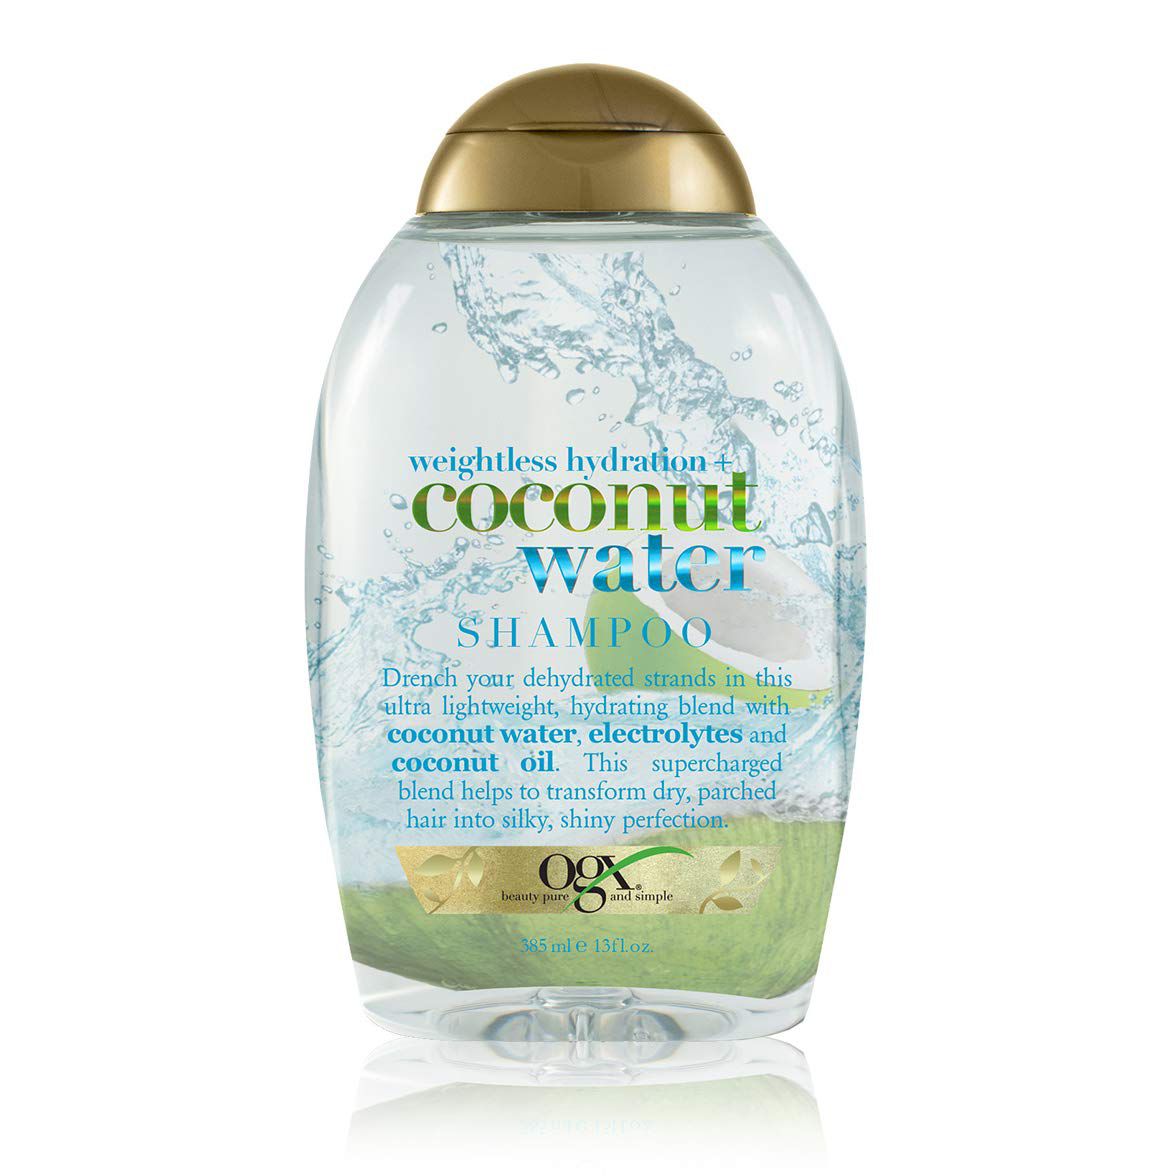 weightless hydration +
coconut
water
SHAMPOO
Drench your dehydrated strands in this
ultra lightweight, hydrating blend with
coconut water, electrolytes and
coconut oil. This supercharged
blend helps to transform dry, parched
hair into silky, shiny perfection.
ogx®
beauty pure and simple
385 ml e 13fl.oz.